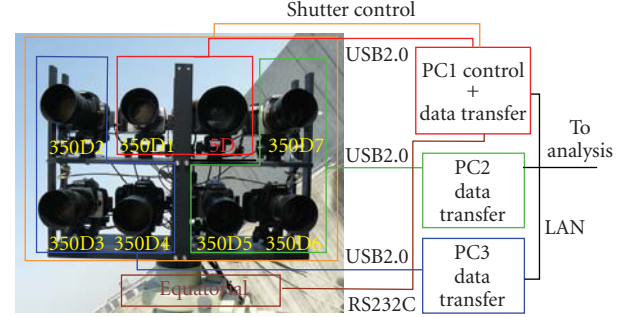 Shutter control
USB2.0
PC1 control
+
data transfer
350D2 350D1 5D 350D7
USB2.0
To
analysis
PC2
data
transfer
350D3 350D4 350D5 350D6
LAN
USB2.0
PC3
data
transfer
Equatorial
RS232C